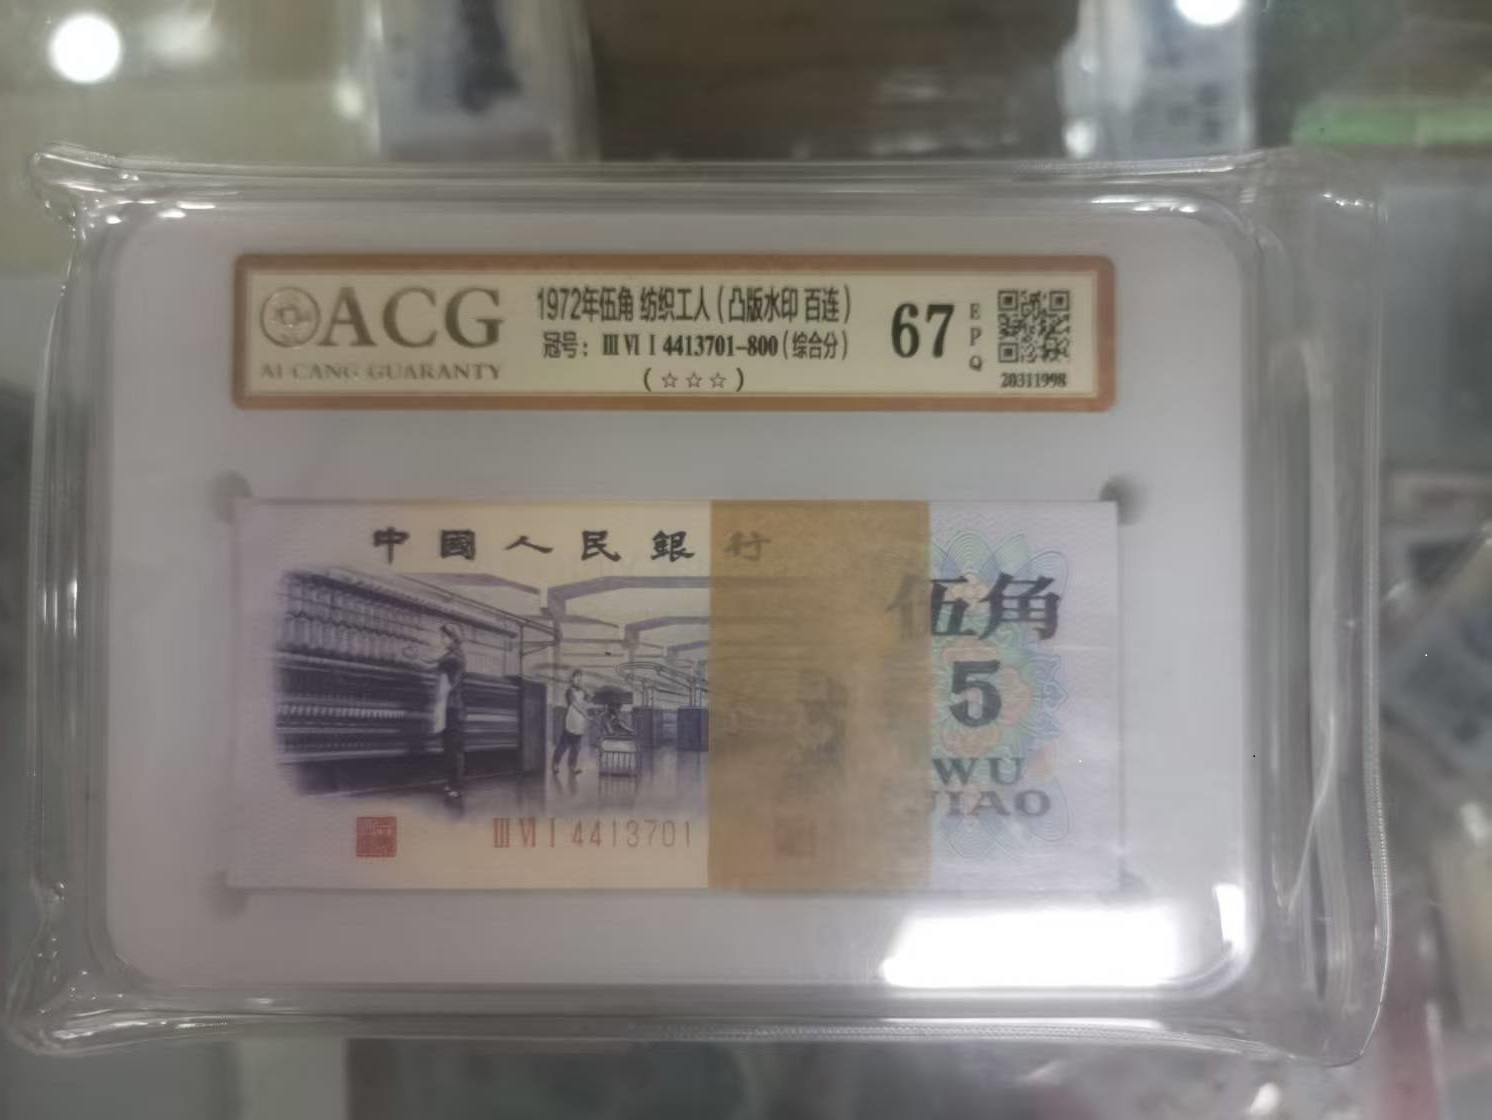 ACG
AI CANG GUARANTY
1972年伍角 纺织工人（凸版水印 百连）
冠号：Ⅲ Ⅵ Ⅰ 4413701-800（综合分）
（☆☆☆）
67
EPQ
20311998
中國人民銀行
伍角
5
WU
JIAO
Ⅲ Ⅵ Ⅰ 4413701